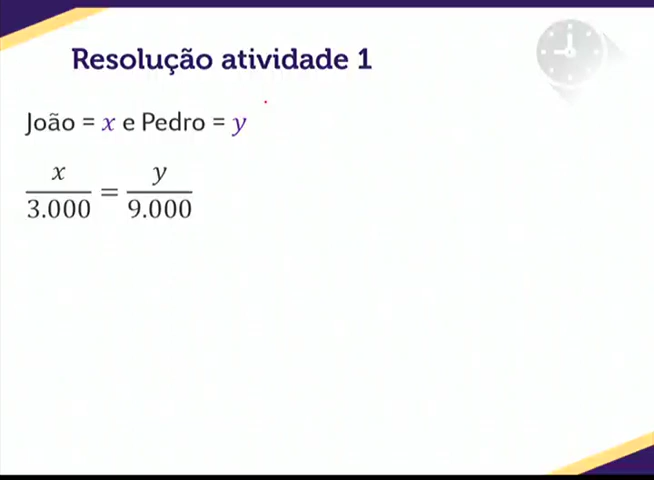 Resolução atividade 1
João = x e Pedro = y
x/3.000 = y/9.000